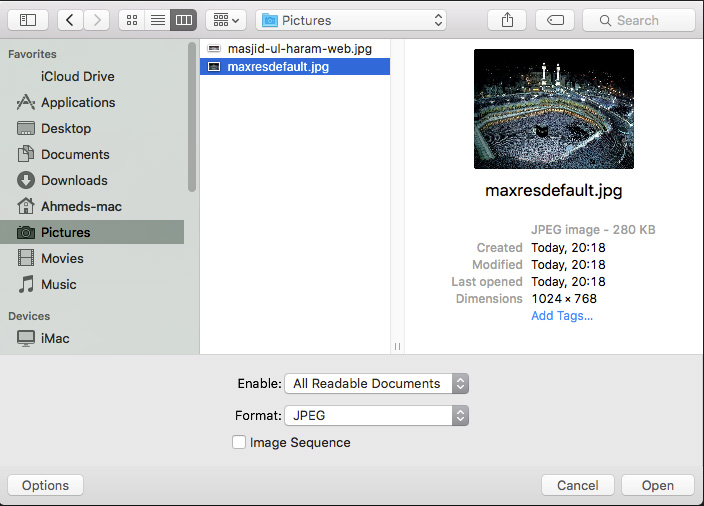 Pictures
Search
Favorites
iCloud Drive
Applications
Desktop
Documents
Downloads
Ahmeds-mac
Pictures
Movies
Music
Devices
iMac
masjid-ul-haram-web.jpg
maxresdefault.jpg
maxresdefault.jpg
JPEG image - 280 KB
Created Today, 20:18
Modified Today, 20:18
Last opened Today, 20:18
Dimensions 1024 × 768
Add Tags...
Enable: All Readable Documents
Format: JPEG
Image Sequence
Options Cancel Open